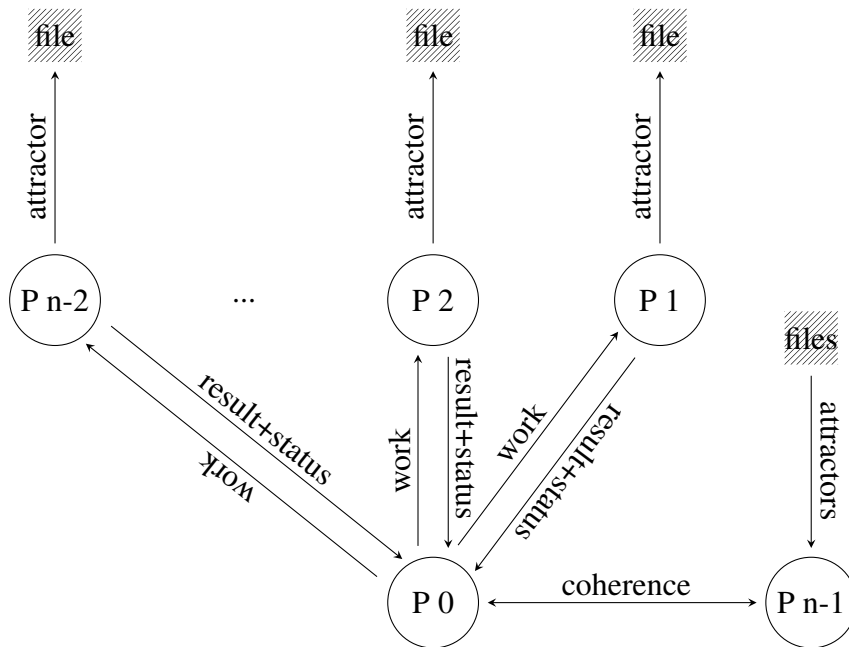 file
file
file
attractor
attractor
attractor
P n-2
...
P 2
P 1
files
result+status
work
work
result+status
work
result+status
attractors
P 0
coherence
P n-1